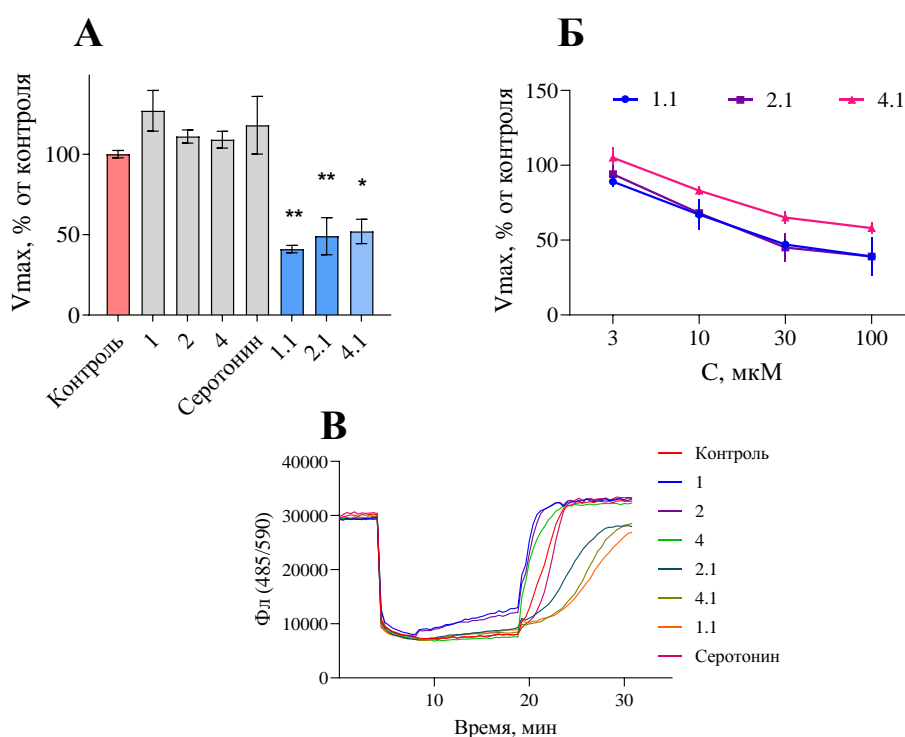 А
Vmax, % от контроля
100
50
0
Контроль
1
2
4
Серотонин
1.1
2.1
4.1
**
**
*
Б
Vmax, % от контроля
150
100
50
0
1.1 2.1 4.1
3 10 30 100
С, мкМ
В
Фл (485/590)
40000
30000
20000
10000
0
10 20 30
Время, мин
Контроль
1
2
4
2.1
4.1
1.1
Серотонин